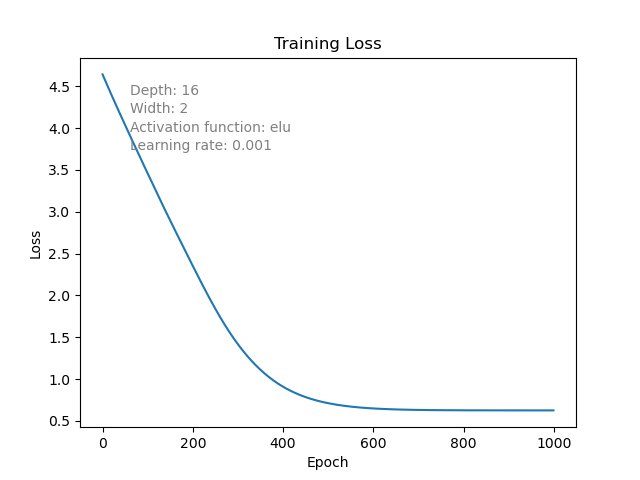 Training Loss
Depth: 16
Width: 2
Activation function: elu
Learning rate: 0.001
Loss
4.5
4.0
3.5
3.0
2.5
2.0
1.5
1.0
0.5
0 200 400 600 800 1000
Epoch